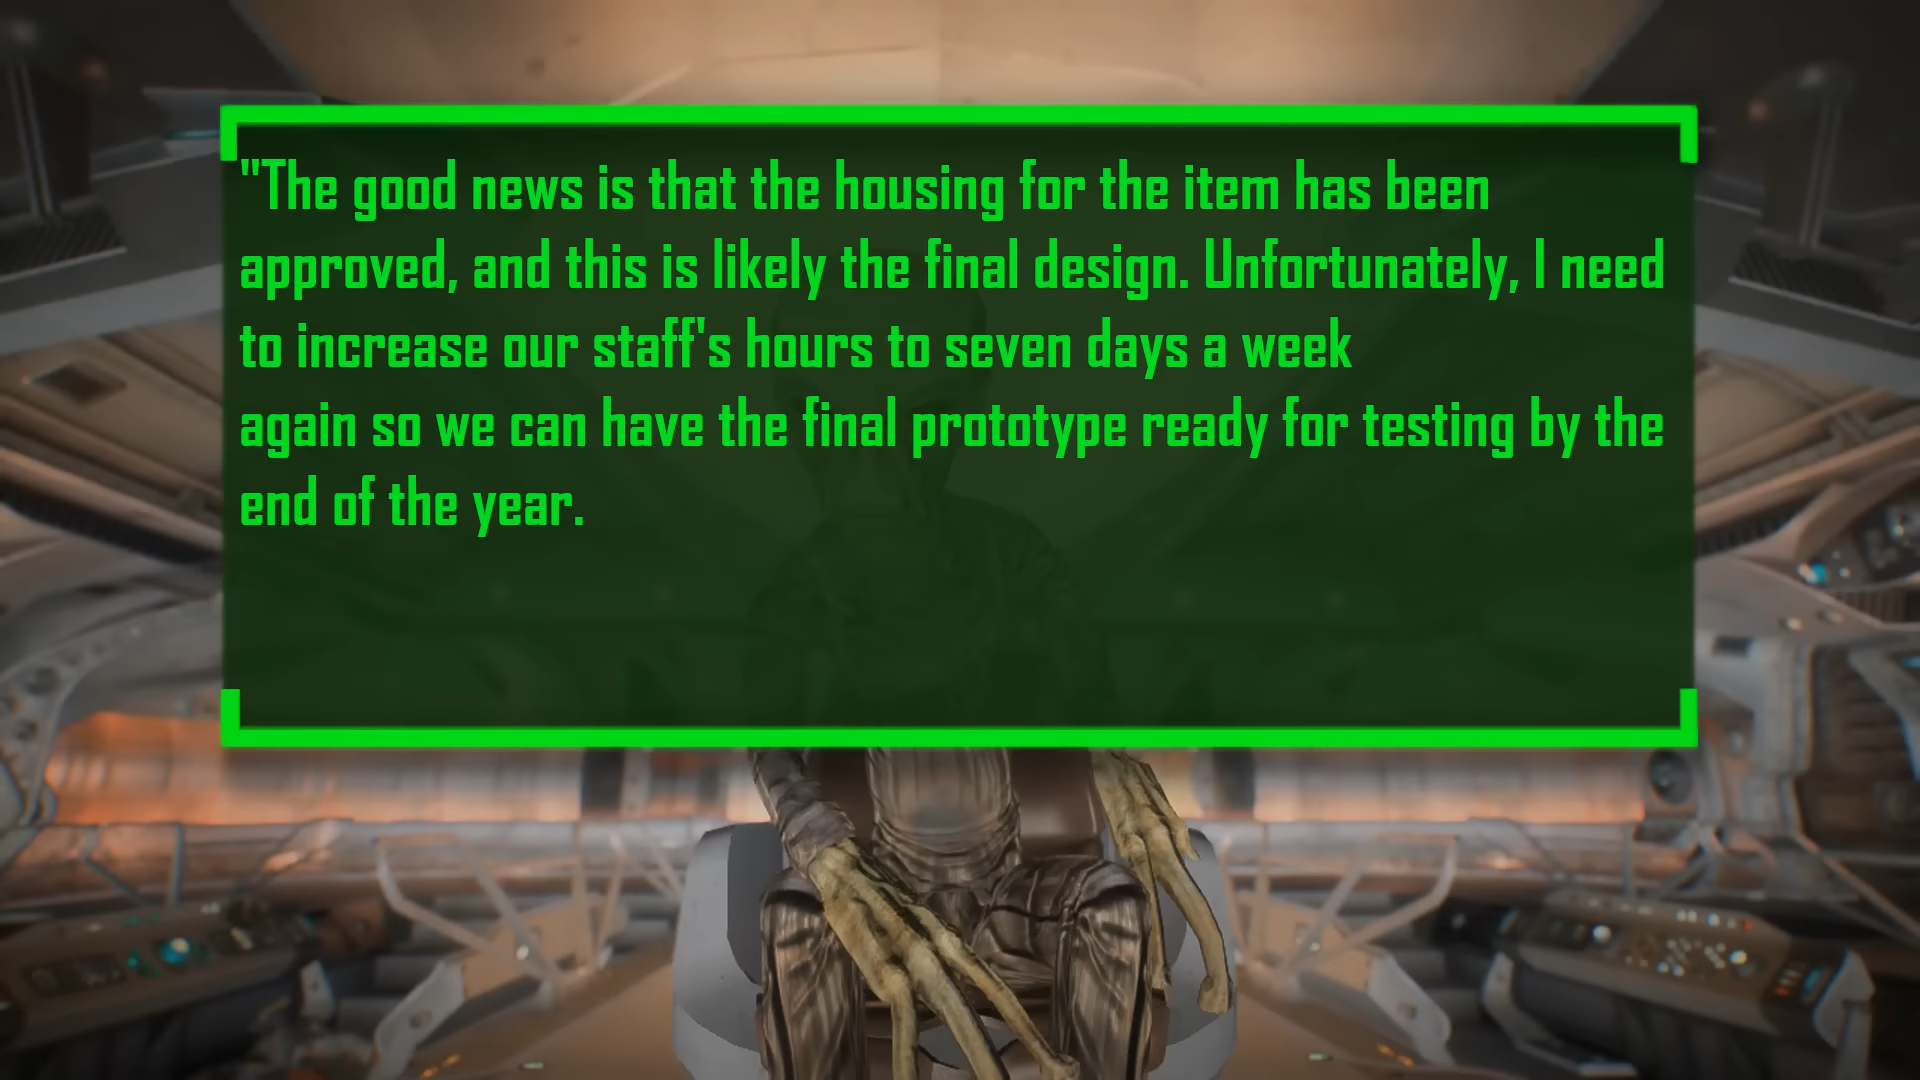 "The good news is that the housing for the item has been
approved, and this is likely the final design. Unfortunately, I need
to increase our staff's hours to seven days a week
again so we can have the final prototype ready for testing by the
end of the year.